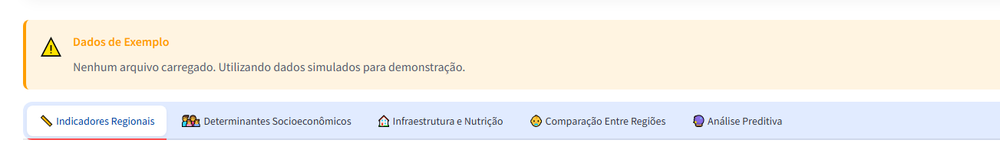 Dados de Exemplo
Nenhum arquivo carregado. Utilizando dados simulados para demonstração.
Indicadores Regionais
Determinantes Socioeconômicos
Infraestrutura e Nutrição
Comparação Entre Regiões
Análise Preditiva